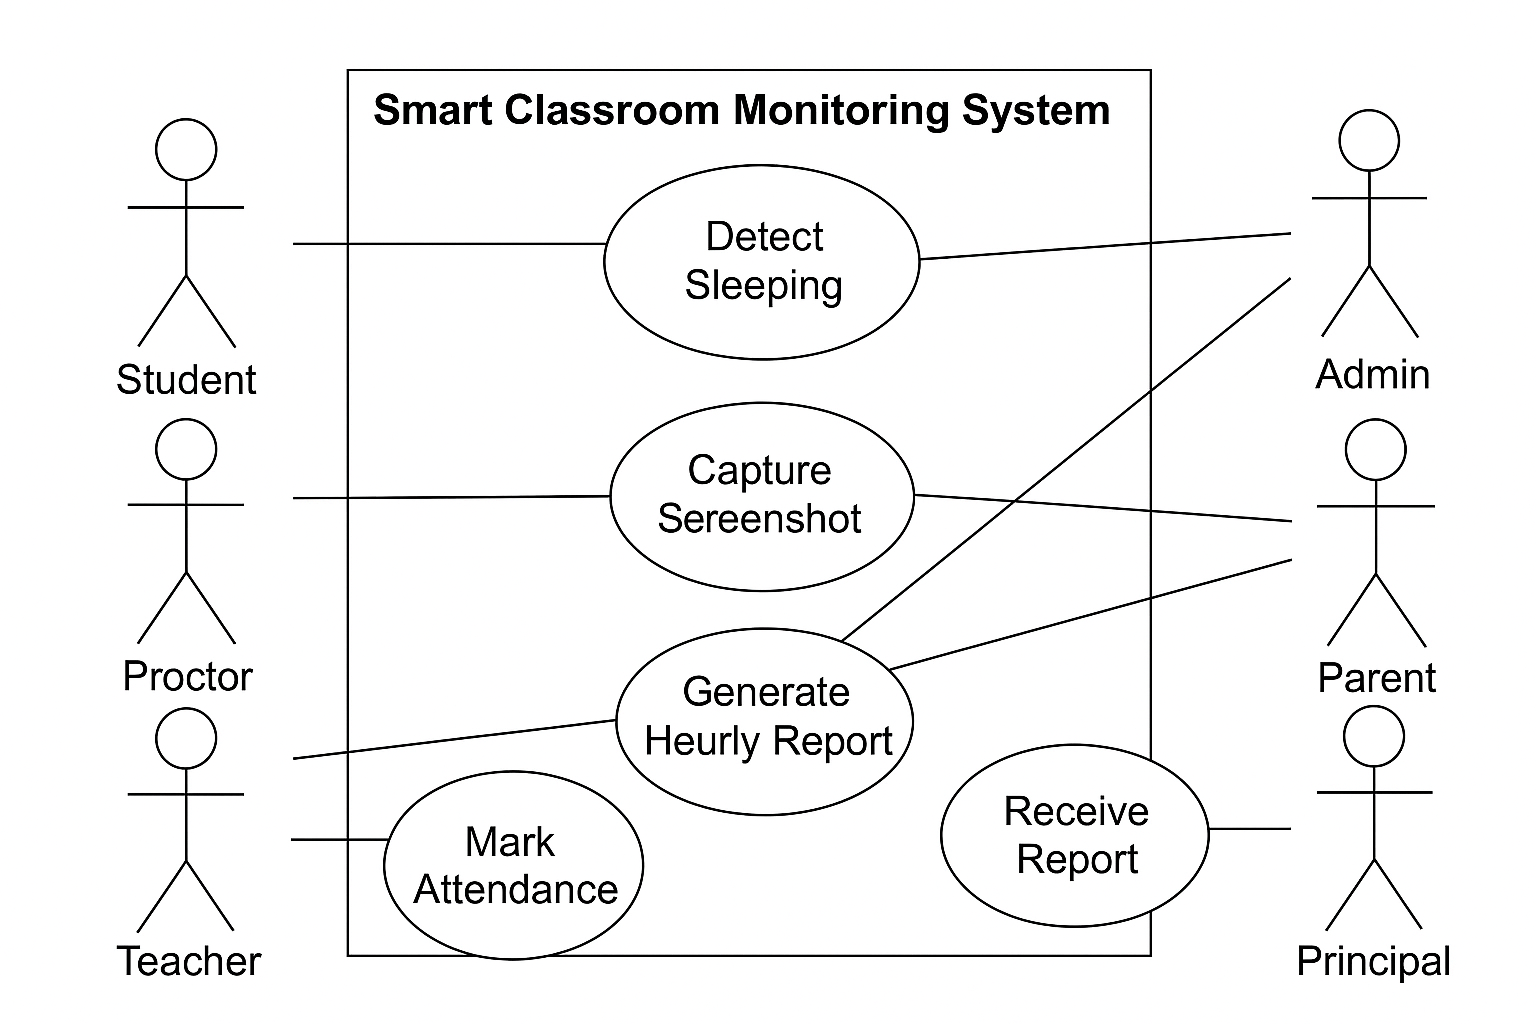 Smart Classroom Monitoring System
Detect
Sleeping
Student
Admin
Capture
Sereenshot
Proctor
Parent
Generate
Heurly Report
Mark
Attendance
Receive
Report
Teacher
Principal